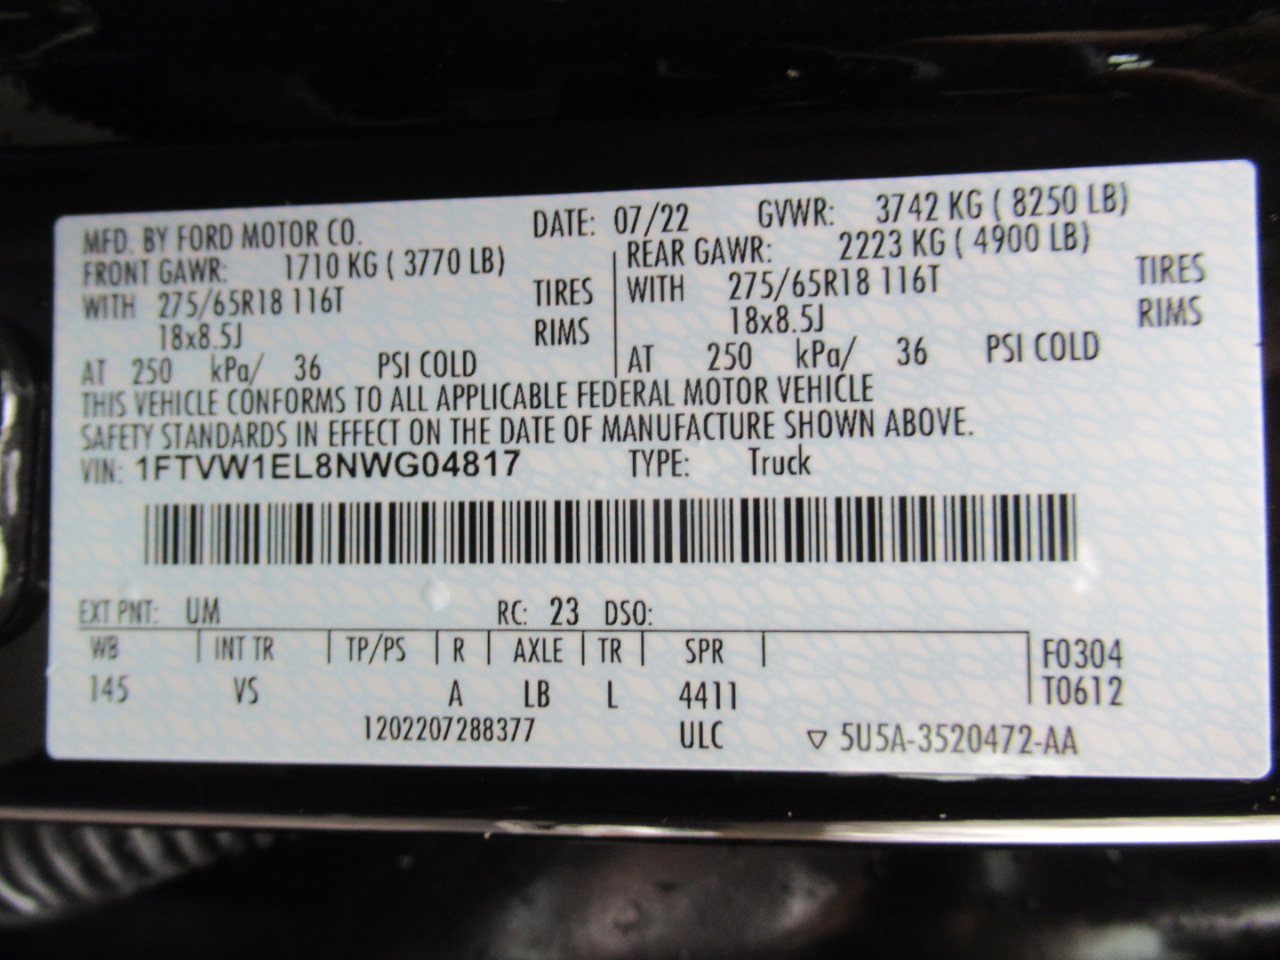 MFD. BY FORD MOTOR CO. DATE: 07/22 GVWR: 3742 KG ( 8250 LB)
FRONT GAWR: 1710 KG ( 3770 LB) REAR GAWR: 2223 KG ( 4900 LB)
WITH 275/65R18 116T TIRES WITH 275/65R18 116T TIRES
18x8.5J RIMS 18x8.5J RIMS
AT 250 kPa/ 36 PSI COLD AT 250 kPa/ 36 PSI COLD
THIS VEHICLE CONFORMS TO ALL APPLICABLE FEDERAL MOTOR VEHICLE
SAFETY STANDARDS IN EFFECT ON THE DATE OF MANUFACTURE SHOWN ABOVE.
VIN: 1FTVW1EL8NWG04817 TYPE: Truck
EXT PNT: UM RC: 23 DSO:
WB INT TR TP/PS R AXLE TR SPR F0304
145 VS A LB L 4411 T0612
1202207288377 ULC ▽ 5U5A-3520472-AA